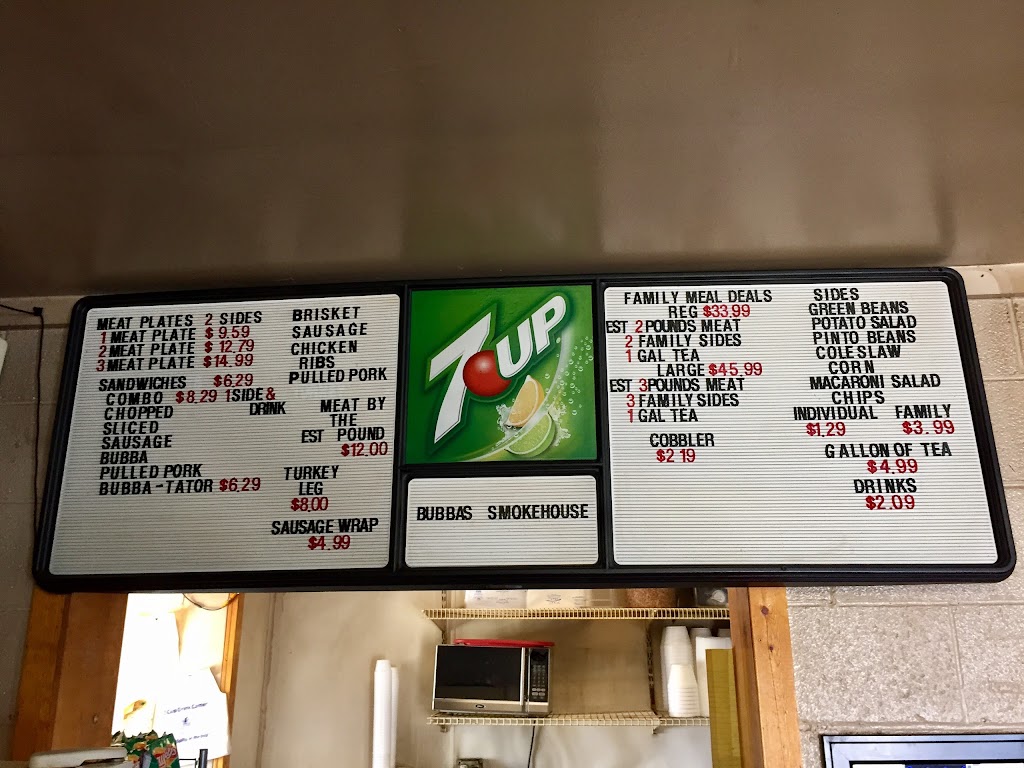 MEAT PLATES 2 SIDES
1 MEAT PLATE $ 9.59
2 MEAT PLATE $ 12.79
3 MEAT PLATE $14.99
SANDWICHES $6.29
COMBO $8.29 1 SIDE &
DRINK
CHOPPED
SLICED
SAUSAGE
BUBBA
PULLED PORK
BUBBA-TATOR $6.29
BRISKET
SAUSAGE
CHICKEN
RIBS
PULLED PORK
MEAT BY
THE
EST POUND
$12.00
TURKEY
LEG
$8.00
SAUSAGE WRAP
$4.99
7UP
BUBBAS SMOKEHOUSE
FAMILY MEAL DEALS
REG $33.99
EST 2 POUNDS MEAT
2 FAMILY SIDES
1 GAL TEA
LARGE $45.99
EST 3 POUNDS MEAT
3 FAMILY SIDES
1 GAL TEA
COBBLER
$2 19
SIDES
GREEN BEANS
POTATO SALAD
PINTO BEANS
COLE SLAW
CORN
MACARONI SALAD
CHIPS
INDIVIDUAL FAMILY
$1.29 $3.99
GALLON OF TEA
$4.99
DRINKS
$2.09